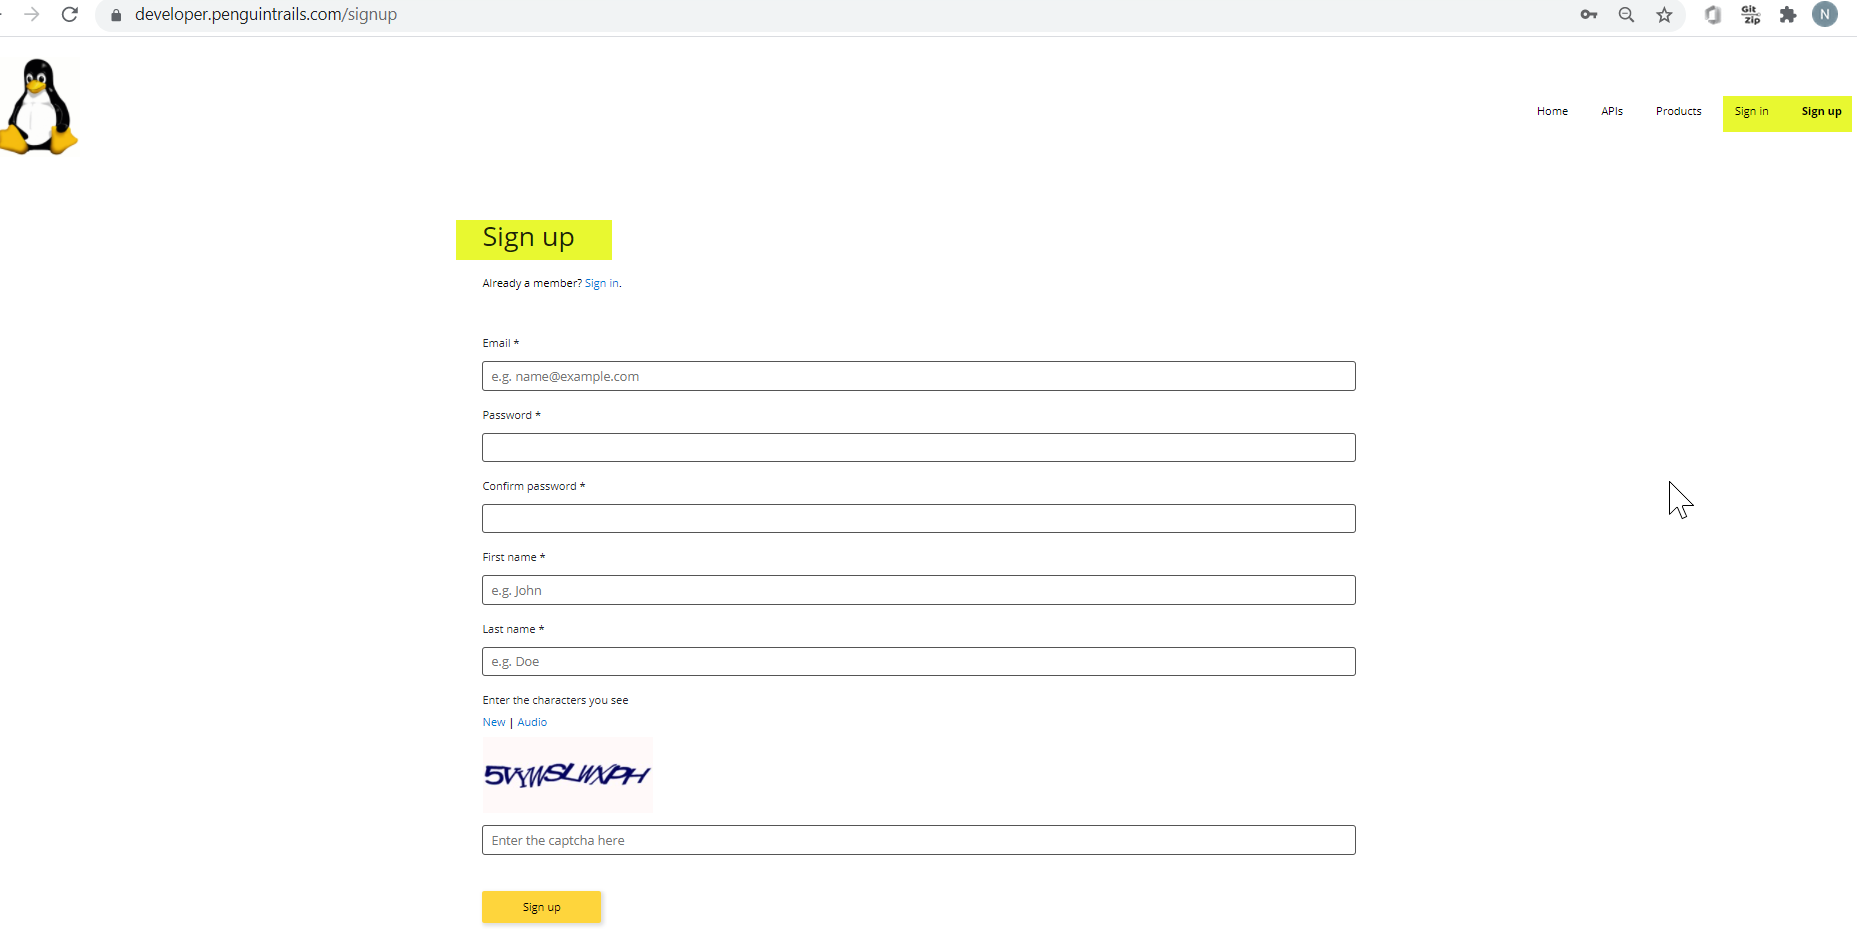 developer.penguintrails.com/signup
Git Zip
N
Home APIs Products Sign in Sign up
Sign up
Already a member? Sign in.
Email *
e.g. name@example.com
Password *
Confirm password *
First name *
e.g. John
Last name *
e.g. Doe
Enter the characters you see
New | Audio
Enter the captcha here
Sign up